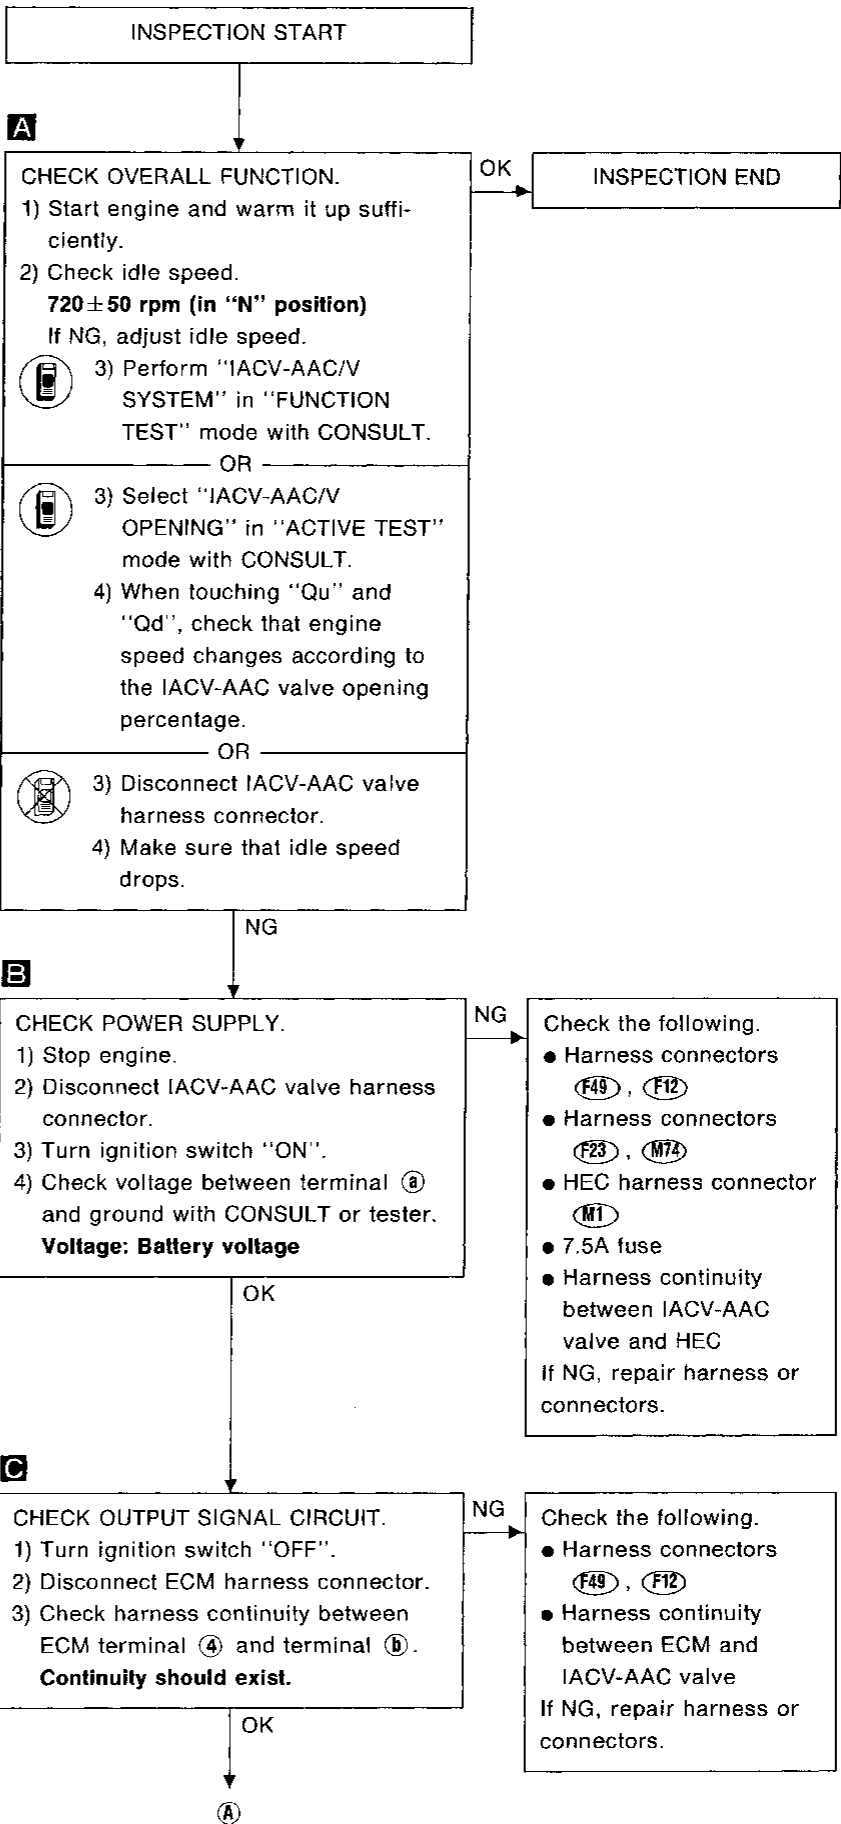 INSPECTION START
A
CHECK OVERALL FUNCTION.
1) Start engine and warm it up suffi-
ciently.
2) Check idle speed.
720±50 rpm (in “N” position)
If NG, adjust idle speed.
3) Perform “IACV-AAC/V
SYSTEM” in “FUNCTION
TEST” mode with CONSULT.
OR
3) Select “IACV-AAC/V
OPENING” in “ACTIVE TEST”
mode with CONSULT.
4) When touching “Qu” and
“Qd”, check that engine
speed changes according to
the IACV-AAC valve opening
percentage.
OR
3) Disconnect IACV-AAC valve
harness connector.
4) Make sure that idle speed
drops.
OK
INSPECTION END
NG
B
CHECK POWER SUPPLY.
1) Stop engine.
2) Disconnect IACV-AAC valve harness
connector.
3) Turn ignition switch “ON”.
4) Check voltage between terminal ⓐ
and ground with CONSULT or tester.
Voltage: Battery voltage
NG
Check the following.
● Harness connectors
F49 , F12
● Harness connectors
F23 , M74
● HEC harness connector
M1
● 7.5A fuse
● Harness continuity
between IACV-AAC
valve and HEC
If NG, repair harness or
connectors.
OK
C
CHECK OUTPUT SIGNAL CIRCUIT.
1) Turn ignition switch “OFF”.
2) Disconnect ECM harness connector.
3) Check harness continuity between
ECM terminal ④ and terminal ⓑ.
Continuity should exist.
NG
Check the following.
● Harness connectors
F49 , F12
● Harness continuity
between ECM and
IACV-AAC valve
If NG, repair harness or
connectors.
OK
Ⓐ